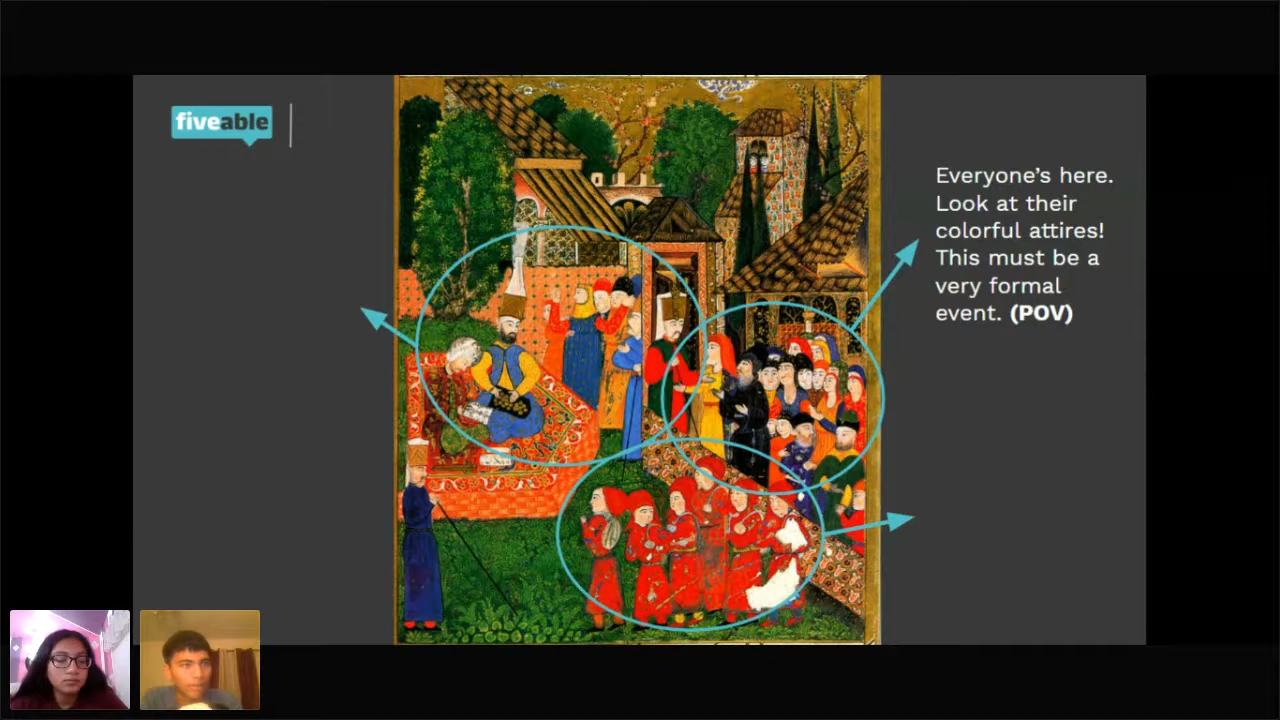 fiveable
Everyone's here.
Look at their
colorful attires!
This must be a
very formal
event. (POV)